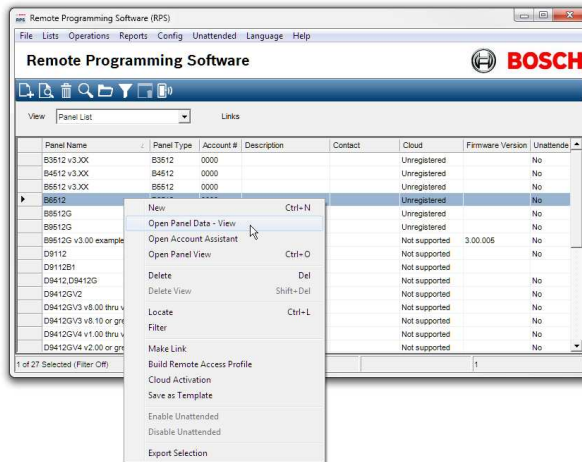 RPS Remote Programming Software (RPS)
File Lists Operations Reports Config Unattended Language Help
Remote Programming Software
BOSCH
View Panel List Links
Panel Name Panel Type Account # Description Contact Cloud Firmware Version Unattende
B3512 v3.XX B3512 0000 Unregistered No
B4512 v3.XX B4512 0000 Unregistered No
B5512 v3.XX B5512 0000 Unregistered No
B6512 Unregistered No
B8512G Unregistered No
B9512G Unregistered No
B9512G v3.00 example Not supported 3.00.005 No
D9112 Not supported No
D9112B1 Not supported
D9412,D9412G Not supported No
D9412GV2 Not supported No
D9412GV3 v8.00 thru v Not supported No
D9412GV3 v8.10 or gre Not supported No
D9412GV4 v1.00 thru v Not supported No
D9412GV4 v2.00 or gre Not supported No
1 of 27 Selected (Filter Off) 1
New Ctrl+N
Open Panel Data - View
Open Account Assistant
Open Panel View Ctrl+O
Delete Del
Delete View Shift+Del
Locate Ctrl+L
Filter
Make Link
Build Remote Access Profile
Cloud Activation
Save as Template
Enable Unattended
Disable Unattended
Export Selection